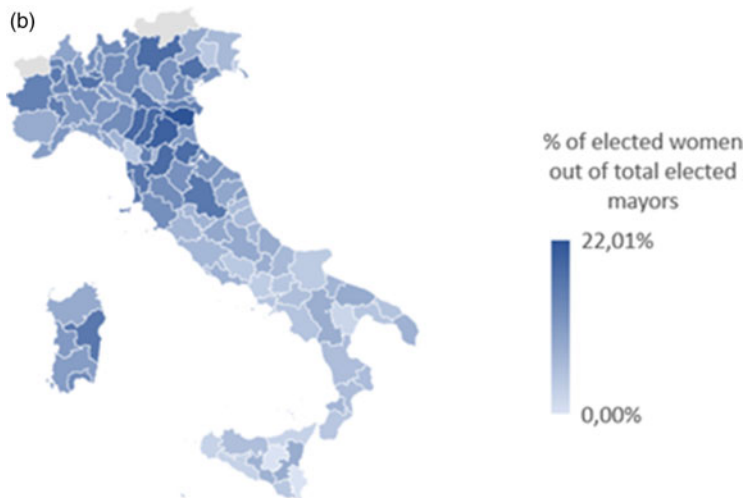 (b)
% of elected women
out of total elected
mayors
22,01%
0,00%